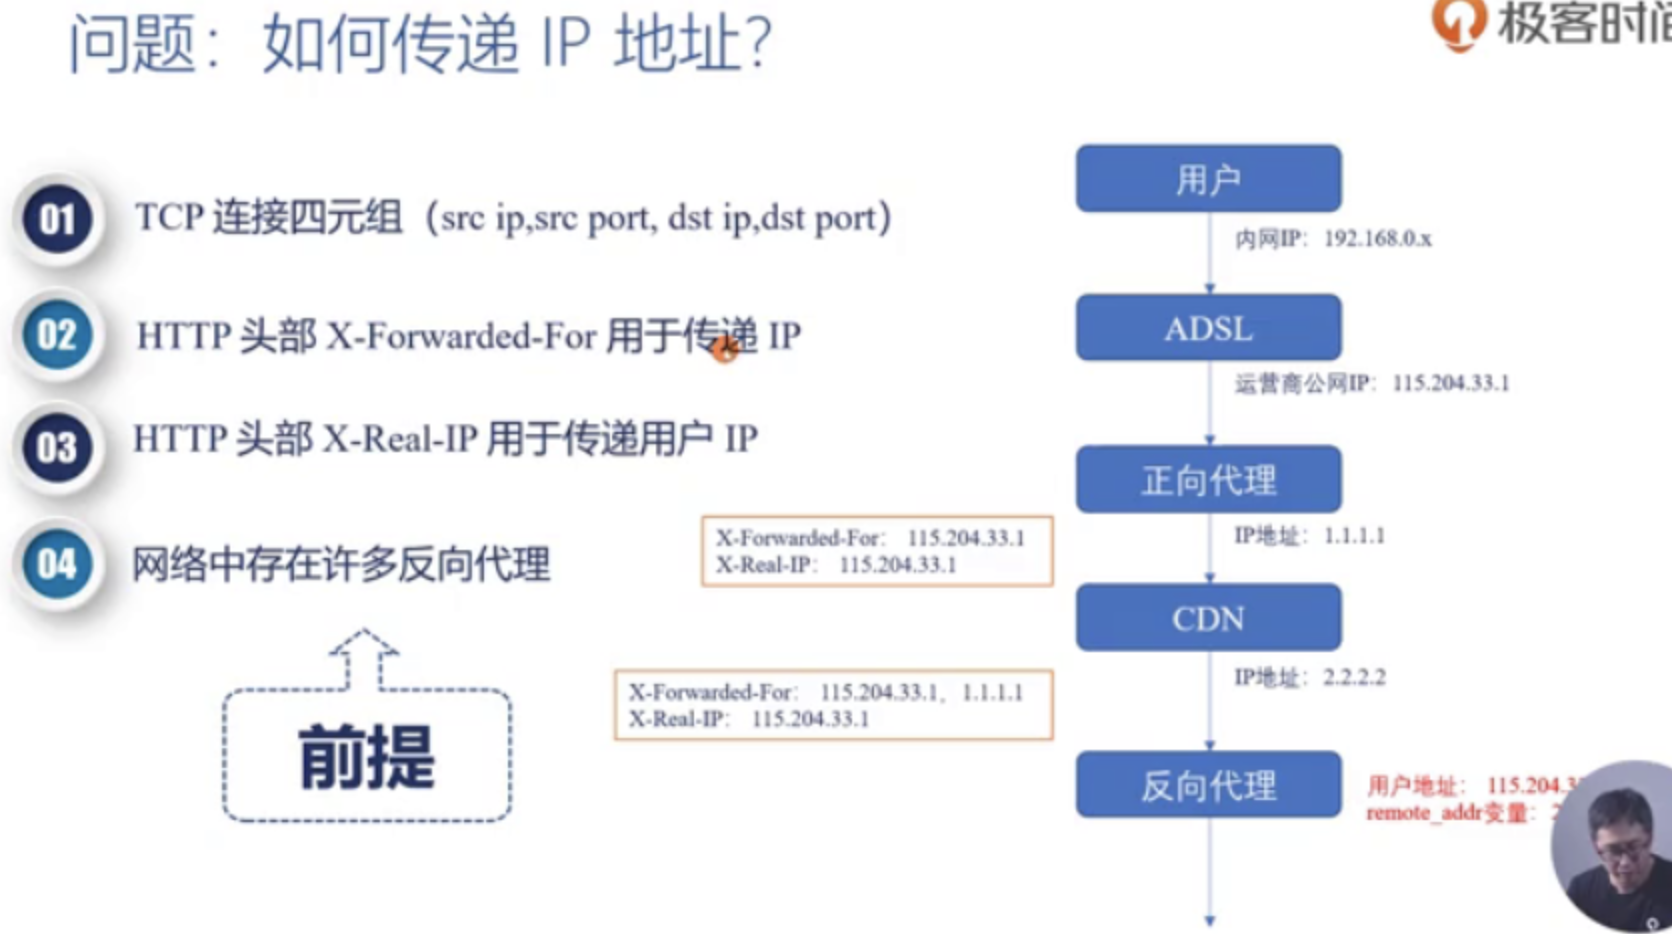 问题：如何传递 IP 地址？
极客时间
01 TCP 连接四元组（src ip,src port, dst ip,dst port）
02 HTTP 头部 X-Forwarded-For 用于传递 IP
03 HTTP 头部 X-Real-IP 用于传递用户 IP
04 网络中存在许多反向代理
前提
用户
内网IP：192.168.0.x
ADSL
运营商公网IP：115.204.33.1
正向代理
IP地址：1.1.1.1
X-Forwarded-For： 115.204.33.1
X-Real-IP： 115.204.33.1
CDN
IP地址：2.2.2.2
X-Forwarded-For： 115.204.33.1，1.1.1.1
X-Real-IP： 115.204.33.1
反向代理
用户地址： 115.204.3
remote_addr变量：